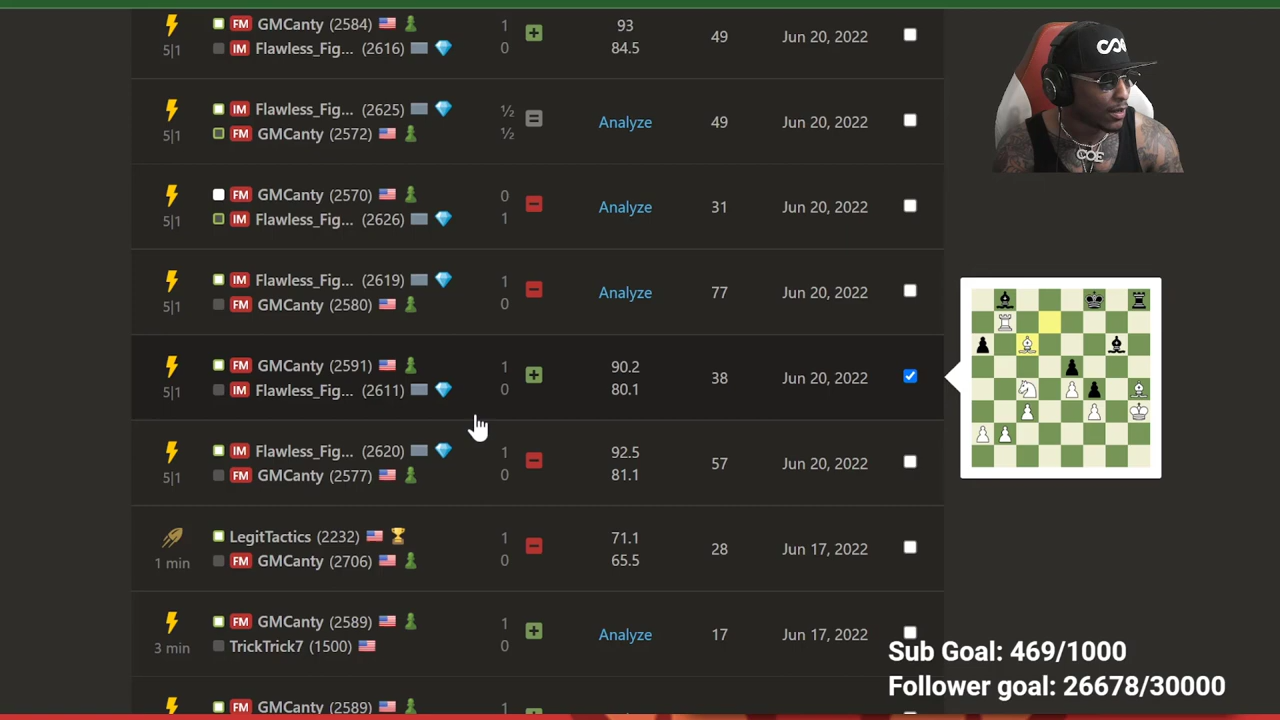 FM GMCanty (2584) 1 93
5|1 49 Jun 20, 2022
IM Flawless_Fig... (2616) 0 84.5
IM Flawless_Fig... (2625) ½
5|1 = Analyze 49 Jun 20, 2022
FM GMCanty (2572) ½
FM GMCanty (2570) 0
5|1 Analyze 31 Jun 20, 2022
IM Flawless_Fig... (2626) 1
IM Flawless_Fig... (2619) 1
5|1 Analyze 77 Jun 20, 2022
FM GMCanty (2580) 0
FM GMCanty (2591) 1 90.2
5|1 38 Jun 20, 2022
IM Flawless_Fig... (2611) 0 80.1
IM Flawless_Fig... (2620) 1 92.5
5|1 57 Jun 20, 2022
FM GMCanty (2577) 0 81.1
LegitTactics (2232) 1 71.1
1 min 28 Jun 17, 2022
FM GMCanty (2706) 0 65.5
FM GMCanty (2589) 1
3 min Analyze 17 Jun 17, 2022
TrickTrick7 (1500) 0
FM GMCanty (2589) 1
COE
Sub Goal: 469/1000
Follower goal: 26678/30000